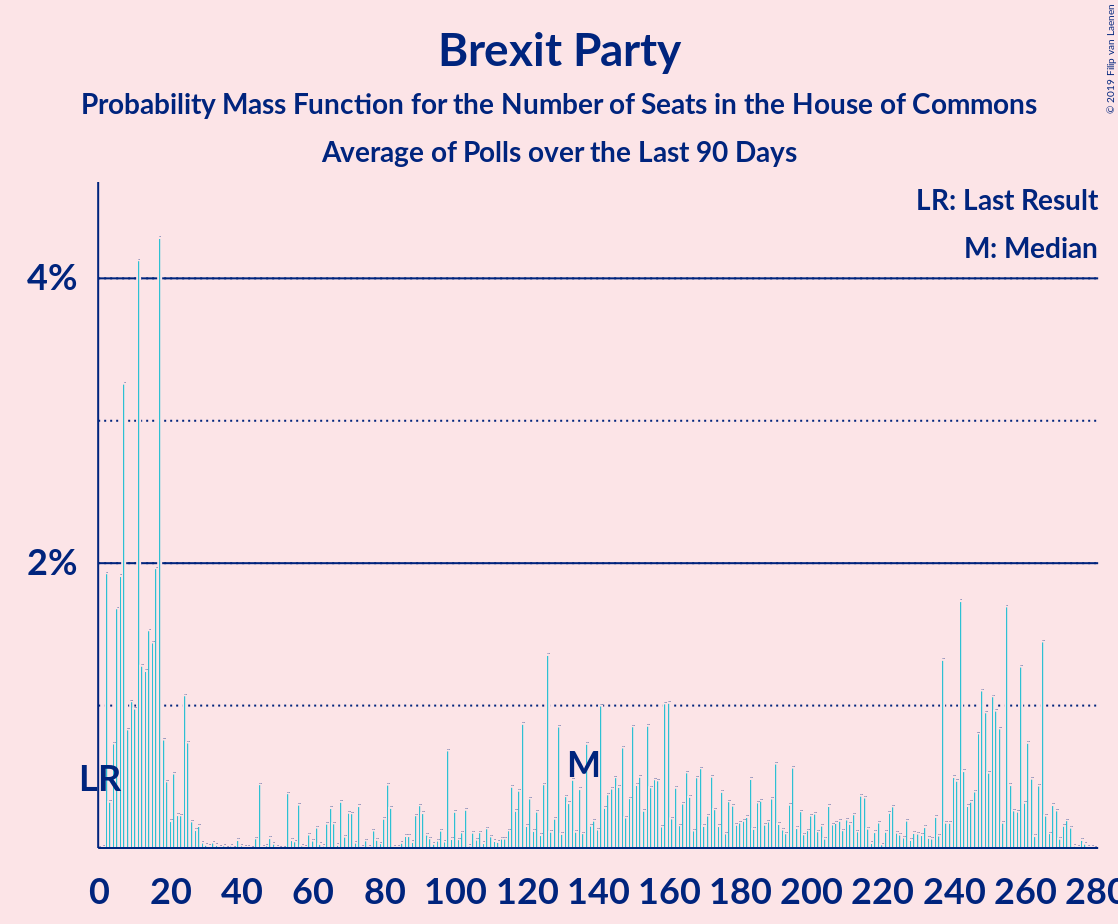 Brexit Party
Probability Mass Function for the Number of Seats in the House of Commons
Average of Polls over the Last 90 Days
© 2019 Filip van Laenen
LR: Last Result
M: Median
4%
2%
LR
M
0 20 40 60 80 100 120 140 160 180 200 220 240 260 280